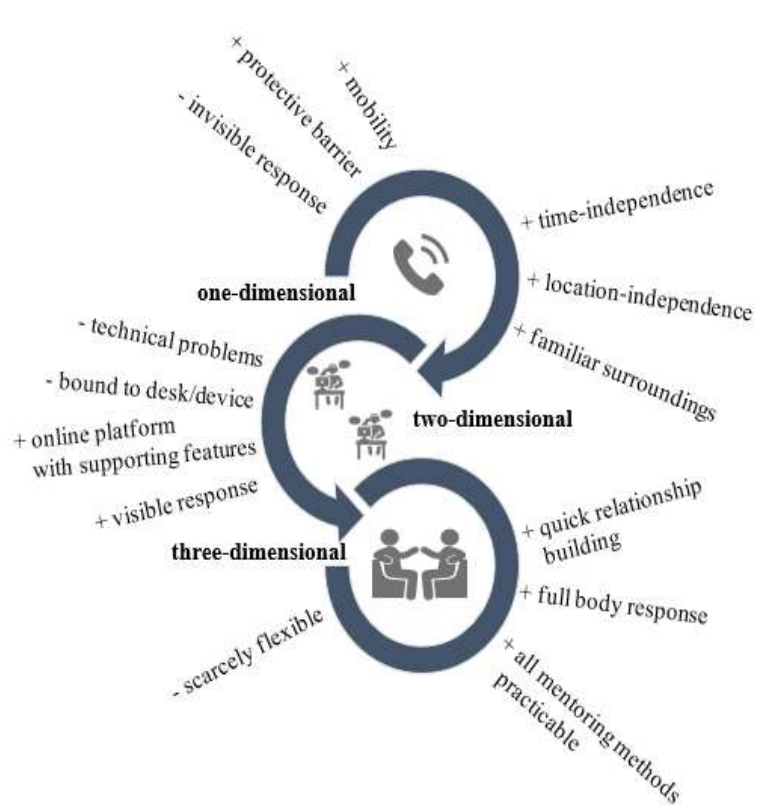 + mobility
+ protective barrier
- invisible response
+ time-independence
+ location-independence
+ familiar surroundings
one-dimensional
- technical problems
- bound to desk/device
+ online platform
with supporting features
+ visible response
two-dimensional
three-dimensional
+ quick relationship
building
+ full body response
+ all mentoring methods
practicable
- scarcely flexible